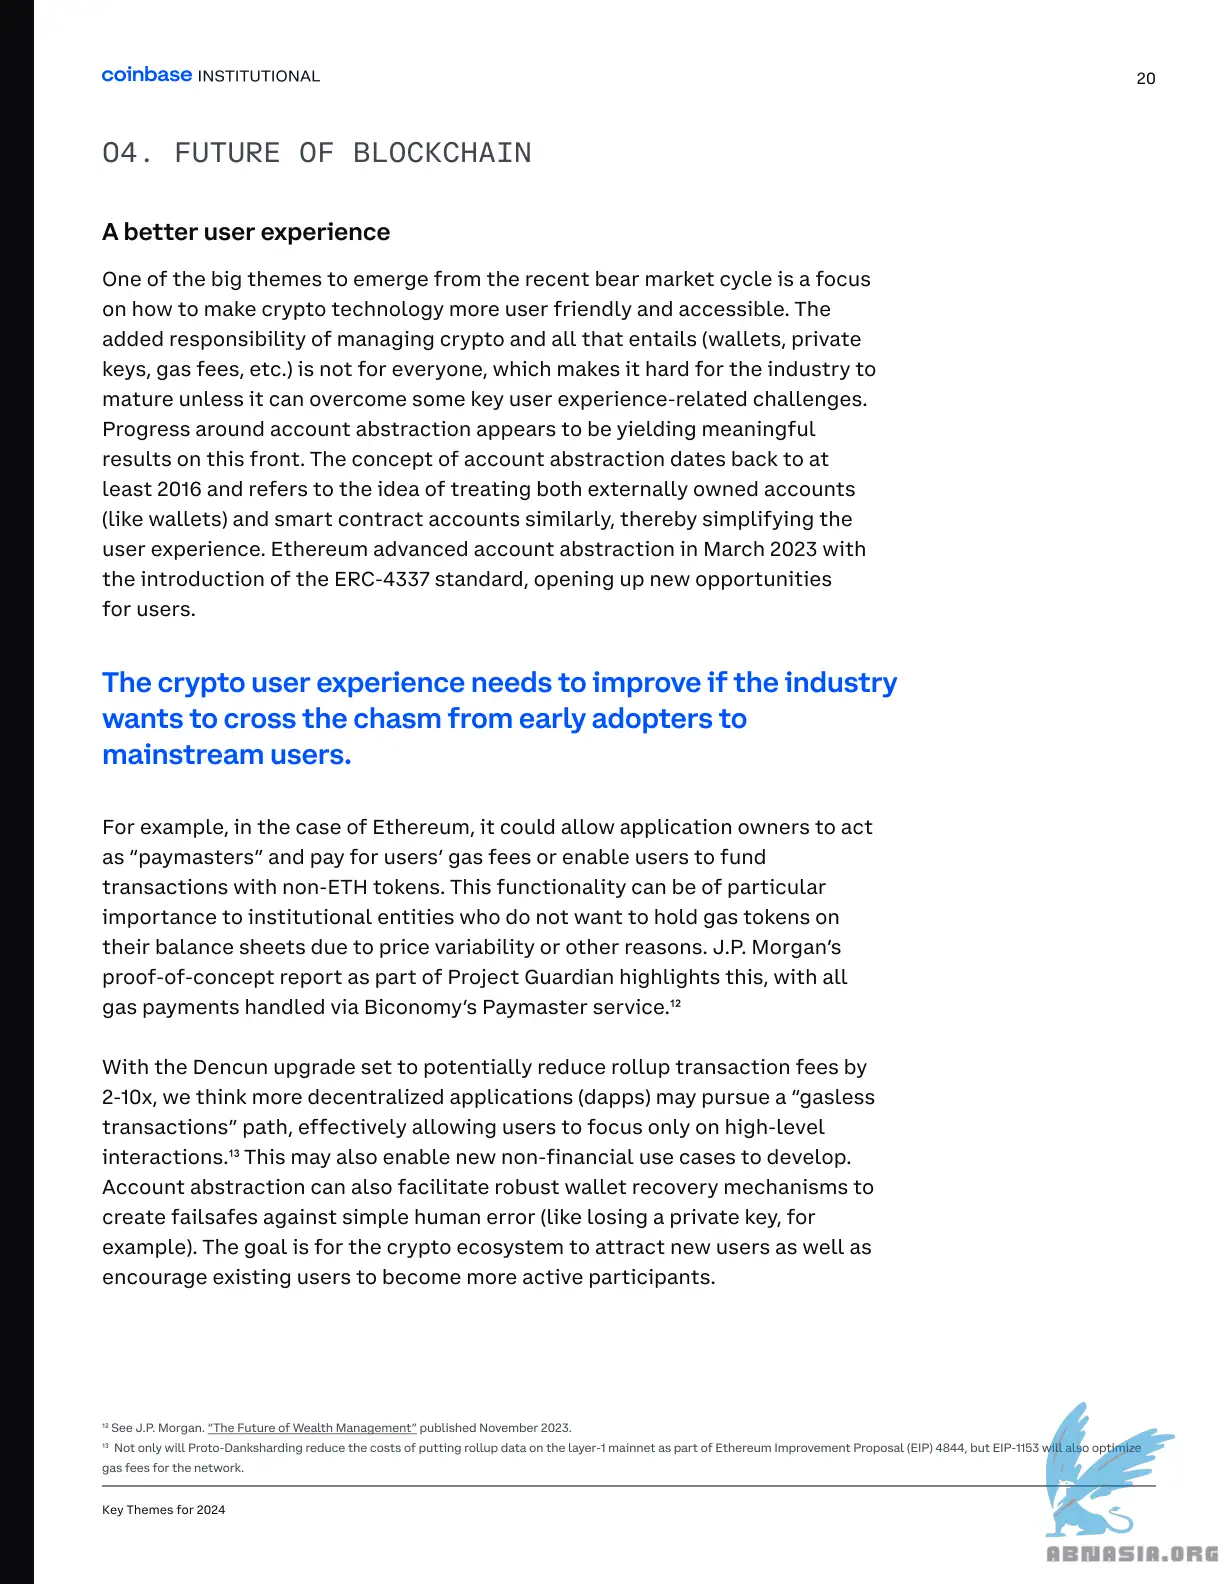 coinbase INSTITUTIONAL
20
04. FUTURE OF BLOCKCHAIN
A better user experience
One of the big themes to emerge from the recent bear market cycle is a focus
on how to make crypto technology more user friendly and accessible. The
added responsibility of managing crypto and all that entails (wallets, private
keys, gas fees, etc.) is not for everyone, which makes it hard for the industry to
mature unless it can overcome some key user experience-related challenges.
Progress around account abstraction appears to be yielding meaningful
results on this front. The concept of account abstraction dates back to at
least 2016 and refers to the idea of treating both externally owned accounts
(like wallets) and smart contract accounts similarly, thereby simplifying the
user experience. Ethereum advanced account abstraction in March 2023 with
the introduction of the ERC-4337 standard, opening up new opportunities
for users.
The crypto user experience needs to improve if the industry
wants to cross the chasm from early adopters to
mainstream users.
For example, in the case of Ethereum, it could allow application owners to act
as “paymasters” and pay for users’ gas fees or enable users to fund
transactions with non-ETH tokens. This functionality can be of particular
importance to institutional entities who do not want to hold gas tokens on
their balance sheets due to price variability or other reasons. J.P. Morgan’s
proof-of-concept report as part of Project Guardian highlights this, with all
gas payments handled via Biconomy’s Paymaster service.¹²
With the Dencun upgrade set to potentially reduce rollup transaction fees by
2-10x, we think more decentralized applications (dapps) may pursue a “gasless
transactions” path, effectively allowing users to focus only on high-level
interactions.¹³ This may also enable new non-financial use cases to develop.
Account abstraction can also facilitate robust wallet recovery mechanisms to
create failsafes against simple human error (like losing a private key, for
example). The goal is for the crypto ecosystem to attract new users as well as
encourage existing users to become more active participants.
¹² See J.P. Morgan. “The Future of Wealth Management” published November 2023.
¹³ Not only will Proto-Danksharding reduce the costs of putting rollup data on the layer-1 mainnet as part of Ethereum Improvement Proposal (EIP) 4844, but EIP-1153 will also optimize
gas fees for the network.
Key Themes for 2024
ABNASIA.ORG